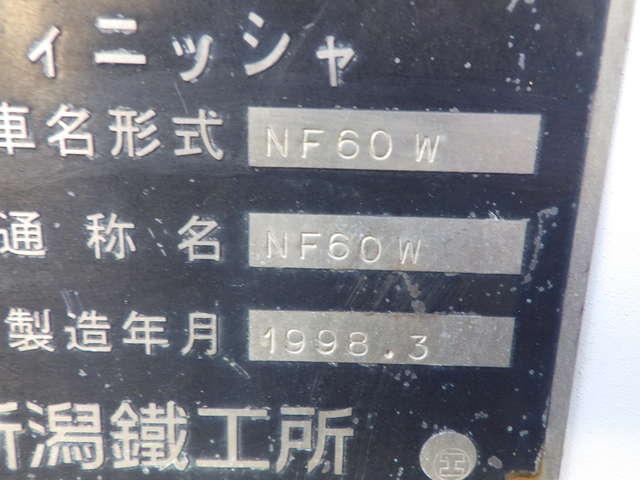 ィニッシャ
車名形式 NF60W
通称名 NF60W
製造年月 1998.3
新潟鐵工所 工